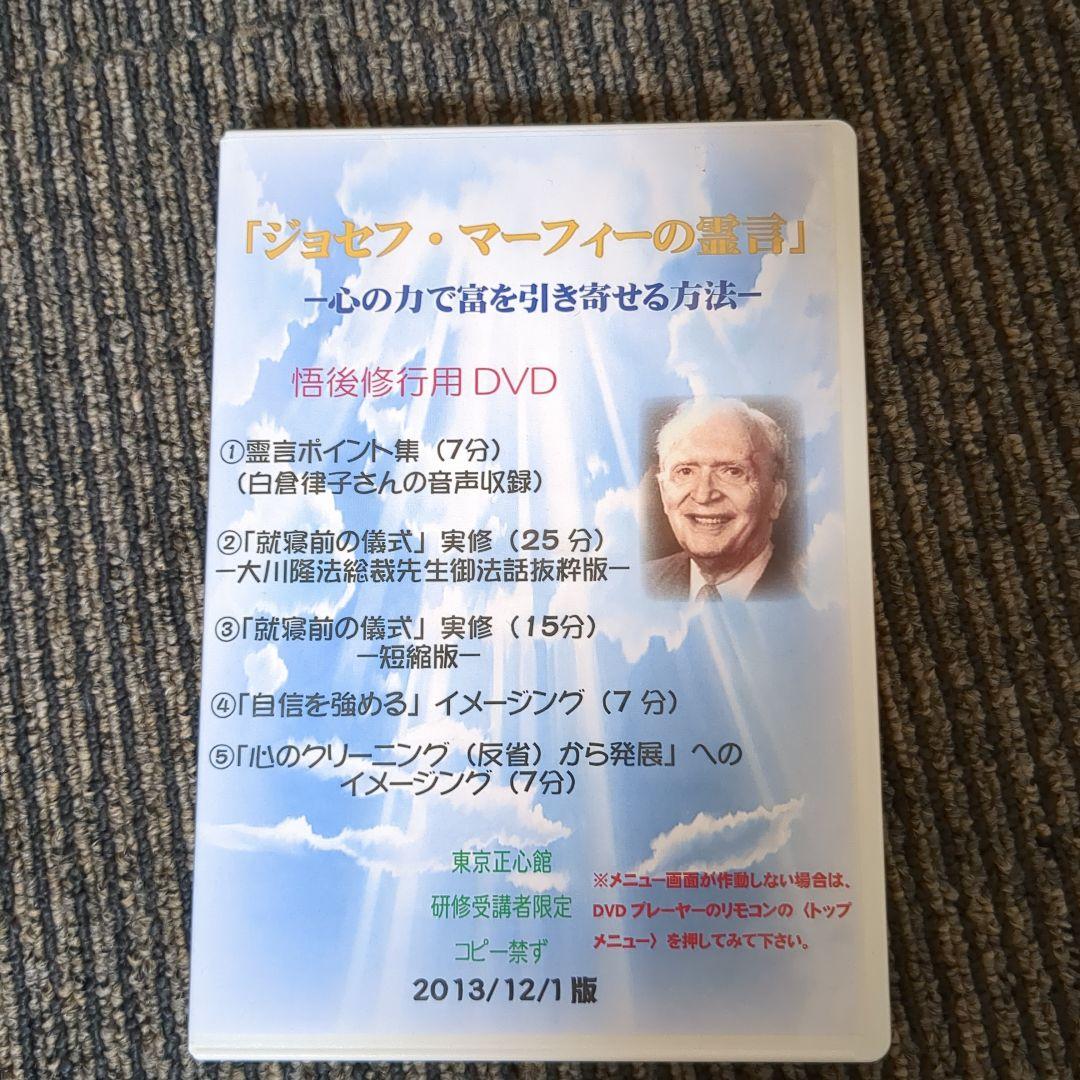 「ジョセフ・マーフィーの霊言」
ー心の力で富を引き寄せる方法ー
悟後修行用 DVD
①霊言ポイント集（7分）
（白倉律子さんの音声収録）
②「就寝前の儀式」実修（25 分）
ー大川隆法総裁先生御法話抜粋版ー
③「就寝前の儀式」実修（15分）
ー短縮版ー
④「自信を強める」イメージング（7 分）
⑤「心のクリーニング（反省）から発展」への
イメージング（7分）
東京正心館
研修受講者限定
コピー禁ず
※メニュー画面が作動しない場合は、
DVD プレーヤーのリモコンの〈トップ
メニュー〉を押してみて下さい。
2013/12/1 版